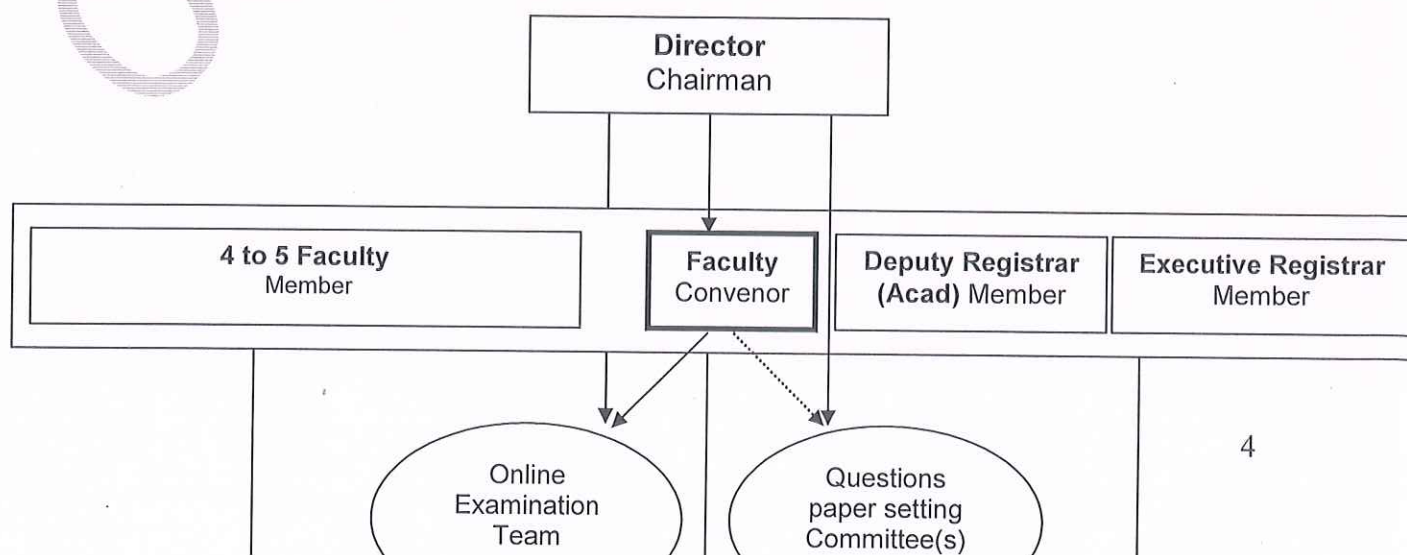 Director
Chairman
4 to 5 Faculty
Member
Faculty
Convenor
Deputy Registrar
(Acad) Member
Executive Registrar
Member
4
Online
Examination
Team
Questions
paper setting
Committee(s)